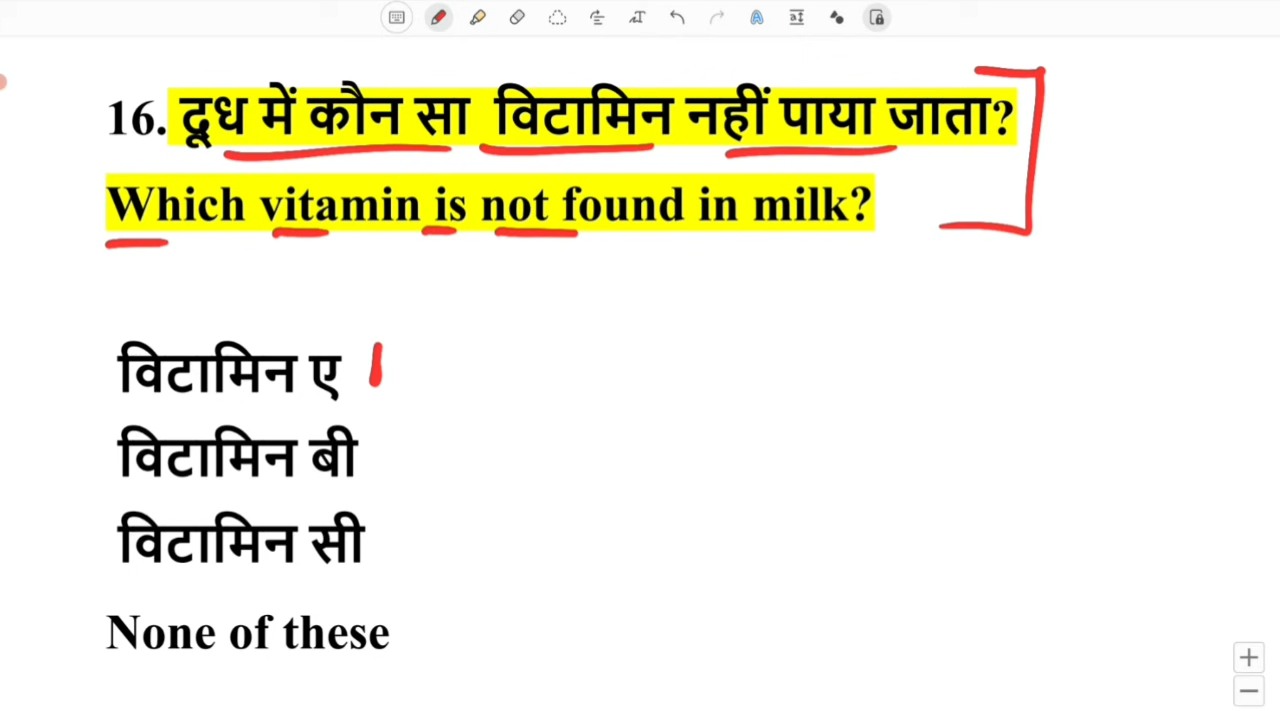 16. दूध में कौन सा विटामिन नहीं पाया जाता?
Which vitamin is not found in milk?
विटामिन ए
विटामिन बी
विटामिन सी
None of these